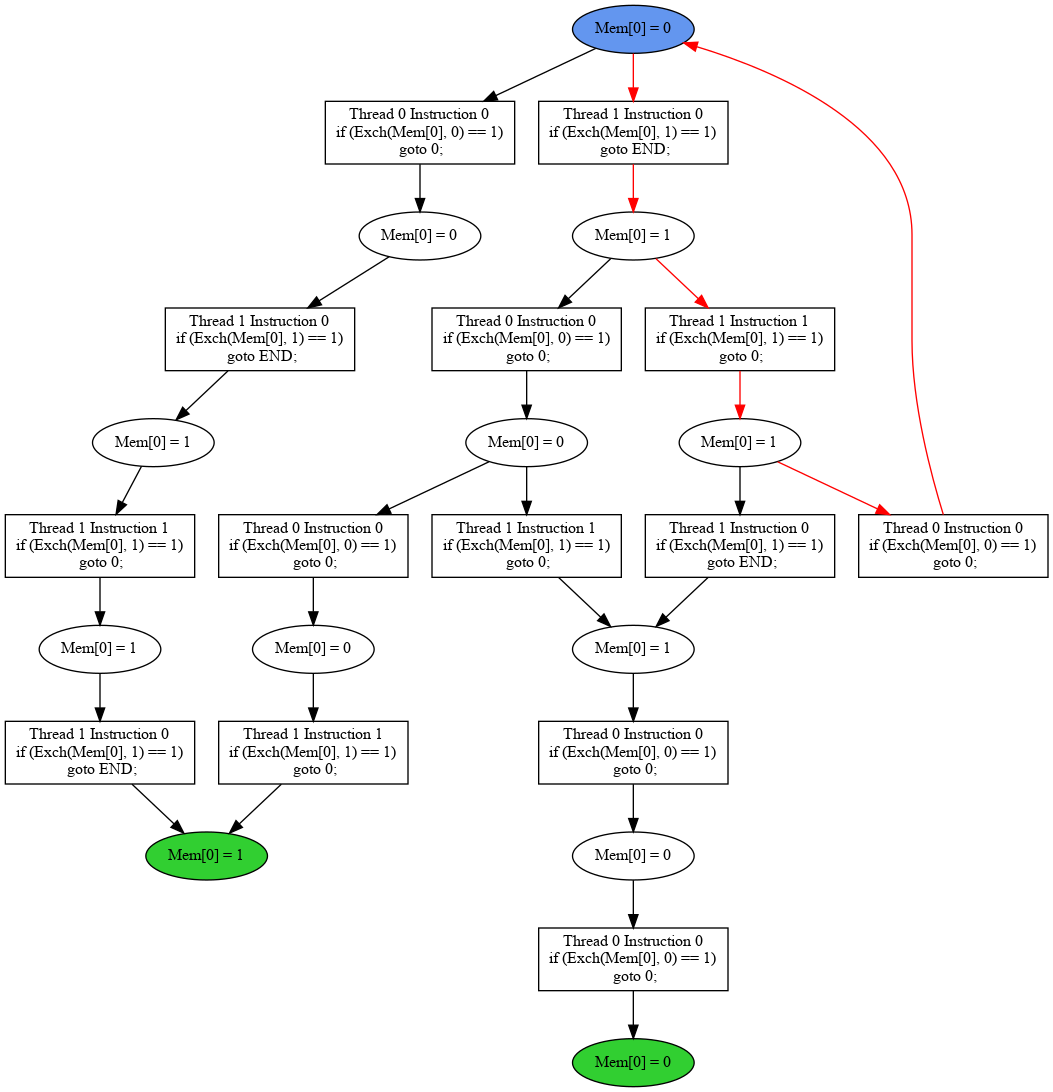 Mem[0] = 0
Thread 0 Instruction 0
if (Exch(Mem[0], 0) == 1)
goto 0;
Thread 1 Instruction 0
if (Exch(Mem[0], 1) == 1)
goto END;
Mem[0] = 0
Mem[0] = 1
Thread 1 Instruction 0
if (Exch(Mem[0], 1) == 1)
goto END;
Thread 0 Instruction 0
if (Exch(Mem[0], 0) == 1)
goto 0;
Thread 1 Instruction 1
if (Exch(Mem[0], 1) == 1)
goto 0;
Mem[0] = 1
Mem[0] = 0
Mem[0] = 1
Thread 1 Instruction 1
if (Exch(Mem[0], 1) == 1)
goto 0;
Thread 0 Instruction 0
if (Exch(Mem[0], 0) == 1)
goto 0;
Thread 1 Instruction 1
if (Exch(Mem[0], 1) == 1)
goto 0;
Thread 1 Instruction 0
if (Exch(Mem[0], 1) == 1)
goto END;
Thread 0 Instruction 0
if (Exch(Mem[0], 0) == 1)
goto 0;
Mem[0] = 1
Mem[0] = 0
Mem[0] = 1
Thread 1 Instruction 0
if (Exch(Mem[0], 1) == 1)
goto END;
Thread 1 Instruction 1
if (Exch(Mem[0], 1) == 1)
goto 0;
Thread 0 Instruction 0
if (Exch(Mem[0], 0) == 1)
goto 0;
Mem[0] = 1
Mem[0] = 0
Thread 0 Instruction 0
if (Exch(Mem[0], 0) == 1)
goto 0;
Mem[0] = 0